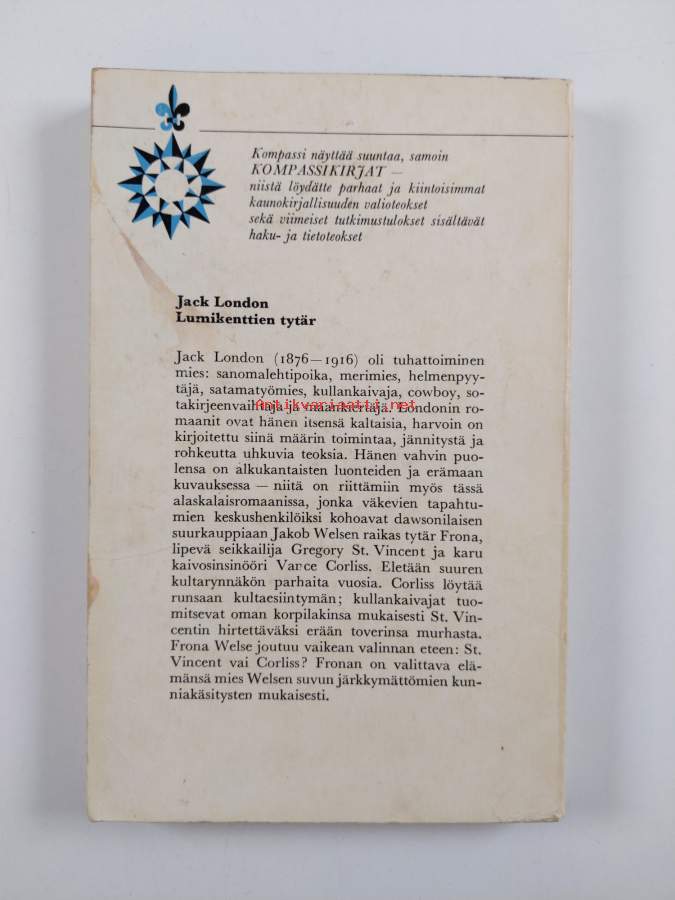 Kompassi näyttää suuntaa, samoin
KOMPASSIKIRJAT —
niistä löydätte parhaat ja kiintoisimmat
kaunokirjallisuuden valioteokset
sekä viimeiset tutkimustulokset sisältävät
haku- ja tietoteokset
Jack London
Lumikenttien tytär
Jack London (1876—1916) oli tuhattoiminen
mies: sanomalehtipoika, merimies, helmenpyy-
täjä, satamatyömies, kullankaivaja, cowboy, so-
takirjeenvaihtaja ja maankiertäjä. Londonin ro-
Antikvariaatti.net
maanit ovat hänen itsensä kaltaisia, harvoin on
kirjoitettu siinä määrin toimintaa, jännitystä ja
rohkeutta uhkuvia teoksia. Hänen vahvin puo-
lensa on alkukantaisten luonteiden ja erämaan
kuvauksessa — niitä on riittämiin myös tässä
alaskalaisromaanissa, jonka väkevien tapahtu-
mien keskushenkilöiksi kohoavat dawsonilaisen
suurkauppiaan Jakob Welsen raikas tytär Frona,
lipevä seikkailija Gregory St. Vincent ja karu
kaivosinsinööri Vance Corliss. Eletään suuren
kultarynnäkön parhaita vuosia. Corliss löytää
runsaan kultaesiintymän; kullankaivajat tuo-
mitsevat oman korpilakinsa mukaisesti St. Vin-
centin hirtettäväksi erään toverinsa murhasta.
Frona Welse joutuu vaikean valinnan eteen: St.
Vincent vai Corliss? Fronan on valittava elä-
mänsä mies Welsen suvun järkkymättömien kun-
niakäsitysten mukaisesti.